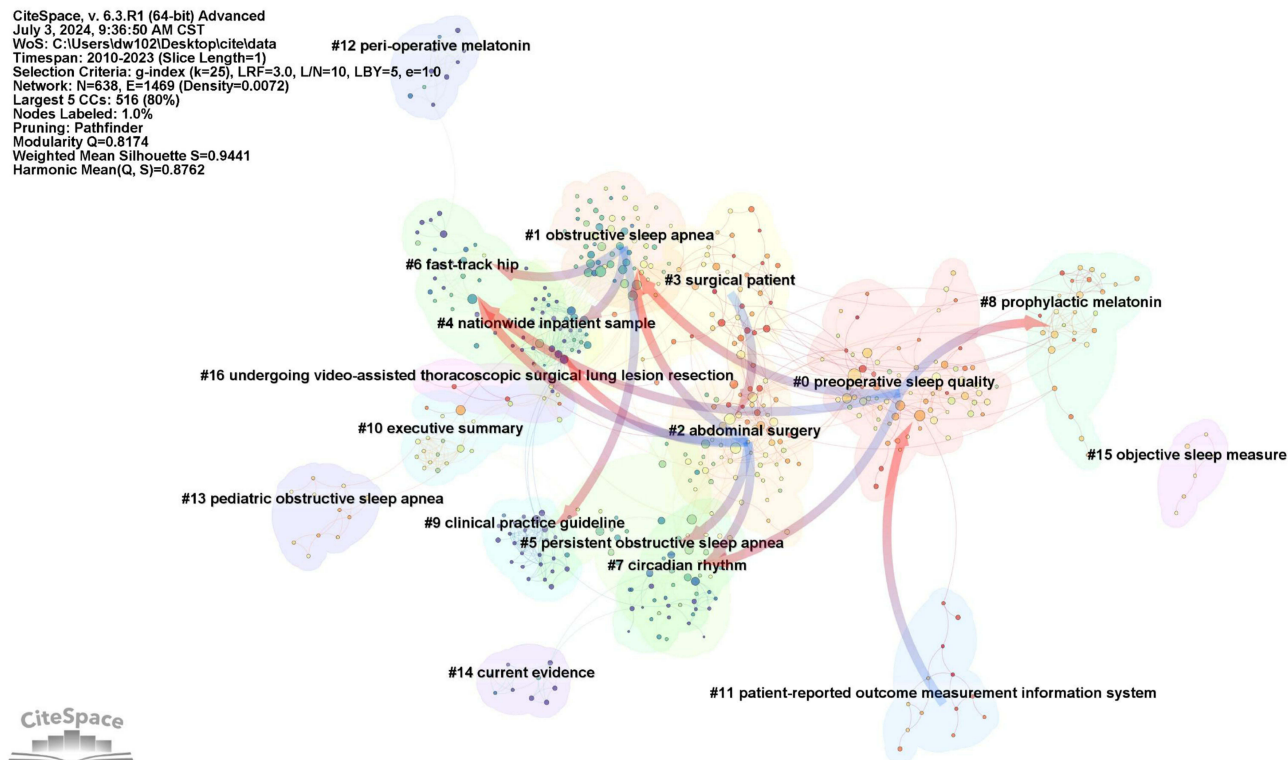 CiteSpace, v. 6.3.R1 (64-bit) Advanced
July 3, 2024, 9:36:50 AM CST
WoS: C:\Users\dw102\Desktop\cite\data
Timespan: 2010-2023 (Slice Length=1)
Selection Criteria: g-index (k=25), LRF=3.0, L/N=10, LBY=5, e=1.0
Network: N=638, E=1469 (Density=0.0072)
Largest 5 CCs: 516 (80%)
Nodes Labeled: 1.0%
Pruning: Pathfinder
Modularity Q=0.8174
Weighted Mean Silhouette S=0.9441
Harmonic Mean(Q, S)=0.8762
#12 peri-operative melatonin
#1 obstructive sleep apnea
#6 fast-track hip
#3 surgical patient
#8 prophylactic melatonin
#4 nationwide inpatient sample
#16 undergoing video-assisted thoracoscopic surgical lung lesion resection
#0 preoperative sleep quality
#10 executive summary
#2 abdominal surgery
#15 objective sleep measure
#13 pediatric obstructive sleep apnea
#9 clinical practice guideline
#5 persistent obstructive sleep apnea
#7 circadian rhythm
#14 current evidence
#11 patient-reported outcome measurement information system
CiteSpace